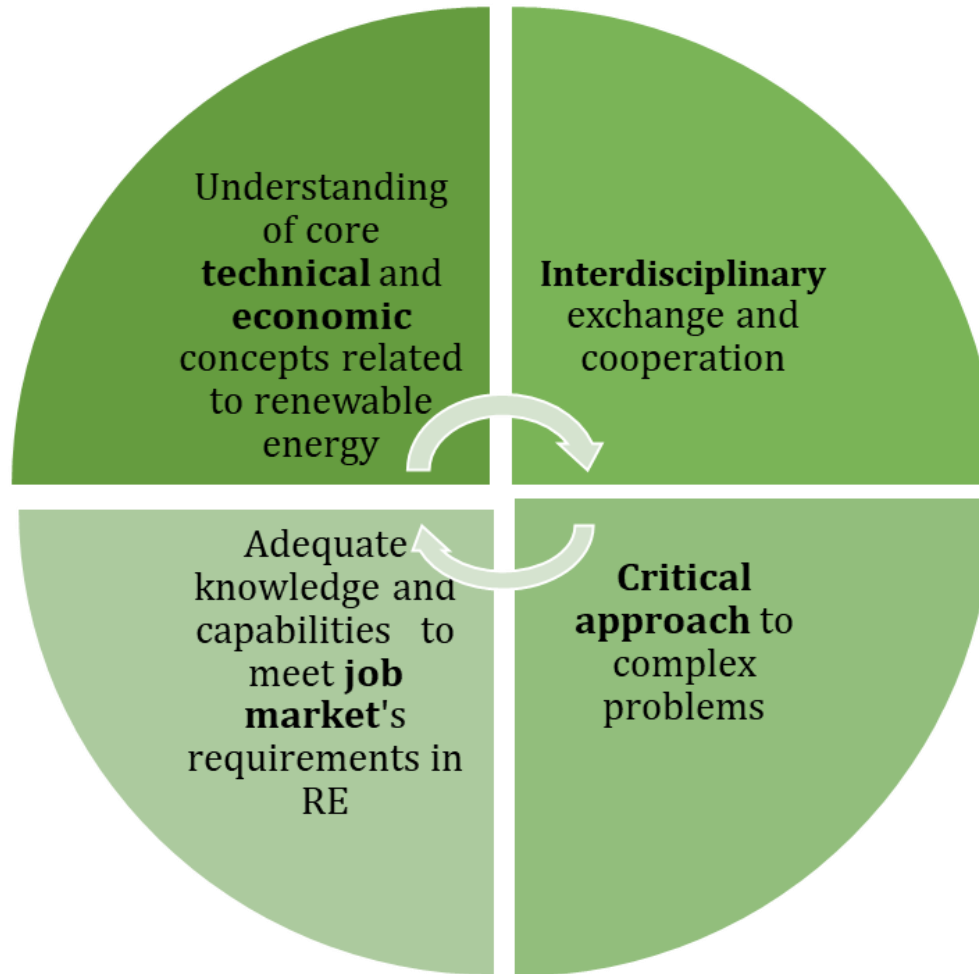 Understanding
of core
technical and
economic
concepts related
to renewable
energy
Interdisciplinary
exchange and
cooperation
Critical
approach to
complex
problems
Adequate
knowledge and
capabilities to
meet job
market's
requirements in
RE